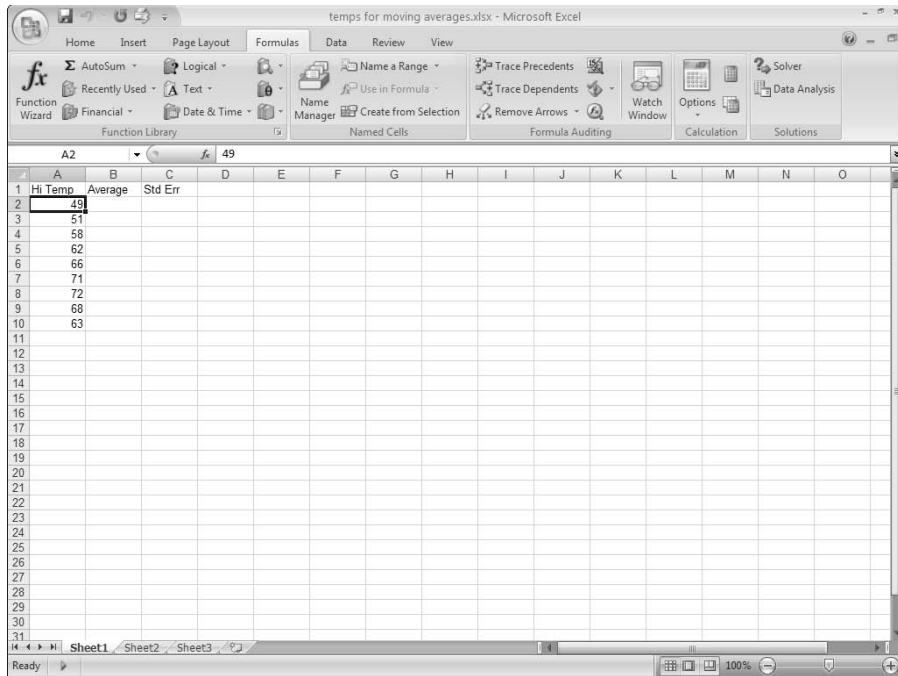 temps for moving averages.xlsx - Microsoft Excel
Home Insert Page Layout Formulas Data Review View
fx Function Wizard
Σ AutoSum
Recently Used
Financial
Logical
Text
Date & Time
Function Library
Name Manager
Name a Range
Use in Formula
Create from Selection
Named Cells
Trace Precedents
Trace Dependents
Remove Arrows
Formula Auditing
Watch Window
Options
Calculation
Solver
Data Analysis
Solutions
A2 fx 49
A B C D E F G H I J K L M N O
1 Hi Temp Average Std Err
2 49
3 51
4 58
5 62
6 66
7 71
8 72
9 68
10 63
11
12
13
14
15
16
17
18
19
20
21
22
23
24
25
26
27
28
29
30
31
Sheet1 Sheet2 Sheet3
Ready 100%